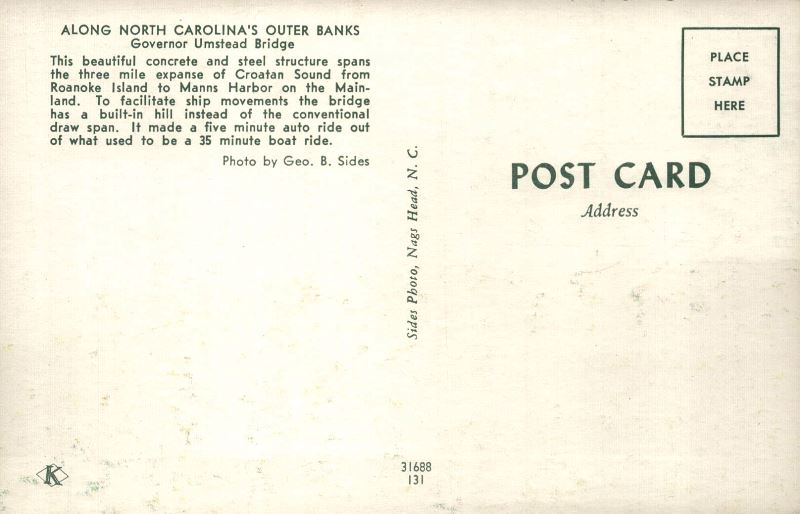 ALONG NORTH CAROLINA'S OUTER BANKS
Governor Umstead Bridge
This beautiful concrete and steel structure spans
the three mile expanse of Croatan Sound from
Roanoke Island to Manns Harbor on the Main-
land. To facilitate ship movements the bridge
has a built-in hill instead of the conventional
draw span. It made a five minute auto ride out
of what used to be a 35 minute boat ride.
Photo by Geo. B. Sides
Sides Photo, Nags Head, N. C.
PLACE
STAMP
HERE
POST CARD
Address
K
31688
131